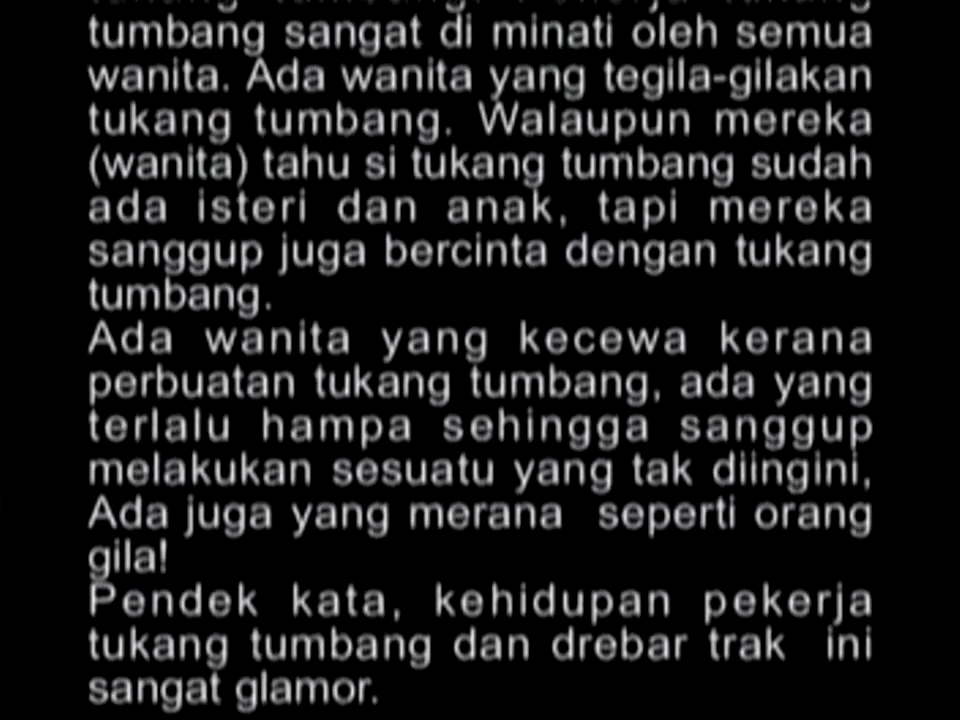 tumbang sangat di minati oleh semua
wanita. Ada wanita yang tegila-gilakan
tukang tumbang. Walaupun mereka
(wanita) tahu si tukang tumbang sudah
ada isteri dan anak, tapi mereka
sanggup juga bercinta dengan tukang
tumbang.
Ada wanita yang kecewa kerana
perbuatan tukang tumbang, ada yang
terlalu hampa sehingga sanggup
melakukan sesuatu yang tak diingini,
Ada juga yang merana seperti orang
gila!
Pendek kata, kehidupan pekerja
tukang tumbang dan drebar trak ini
sangat glamor.